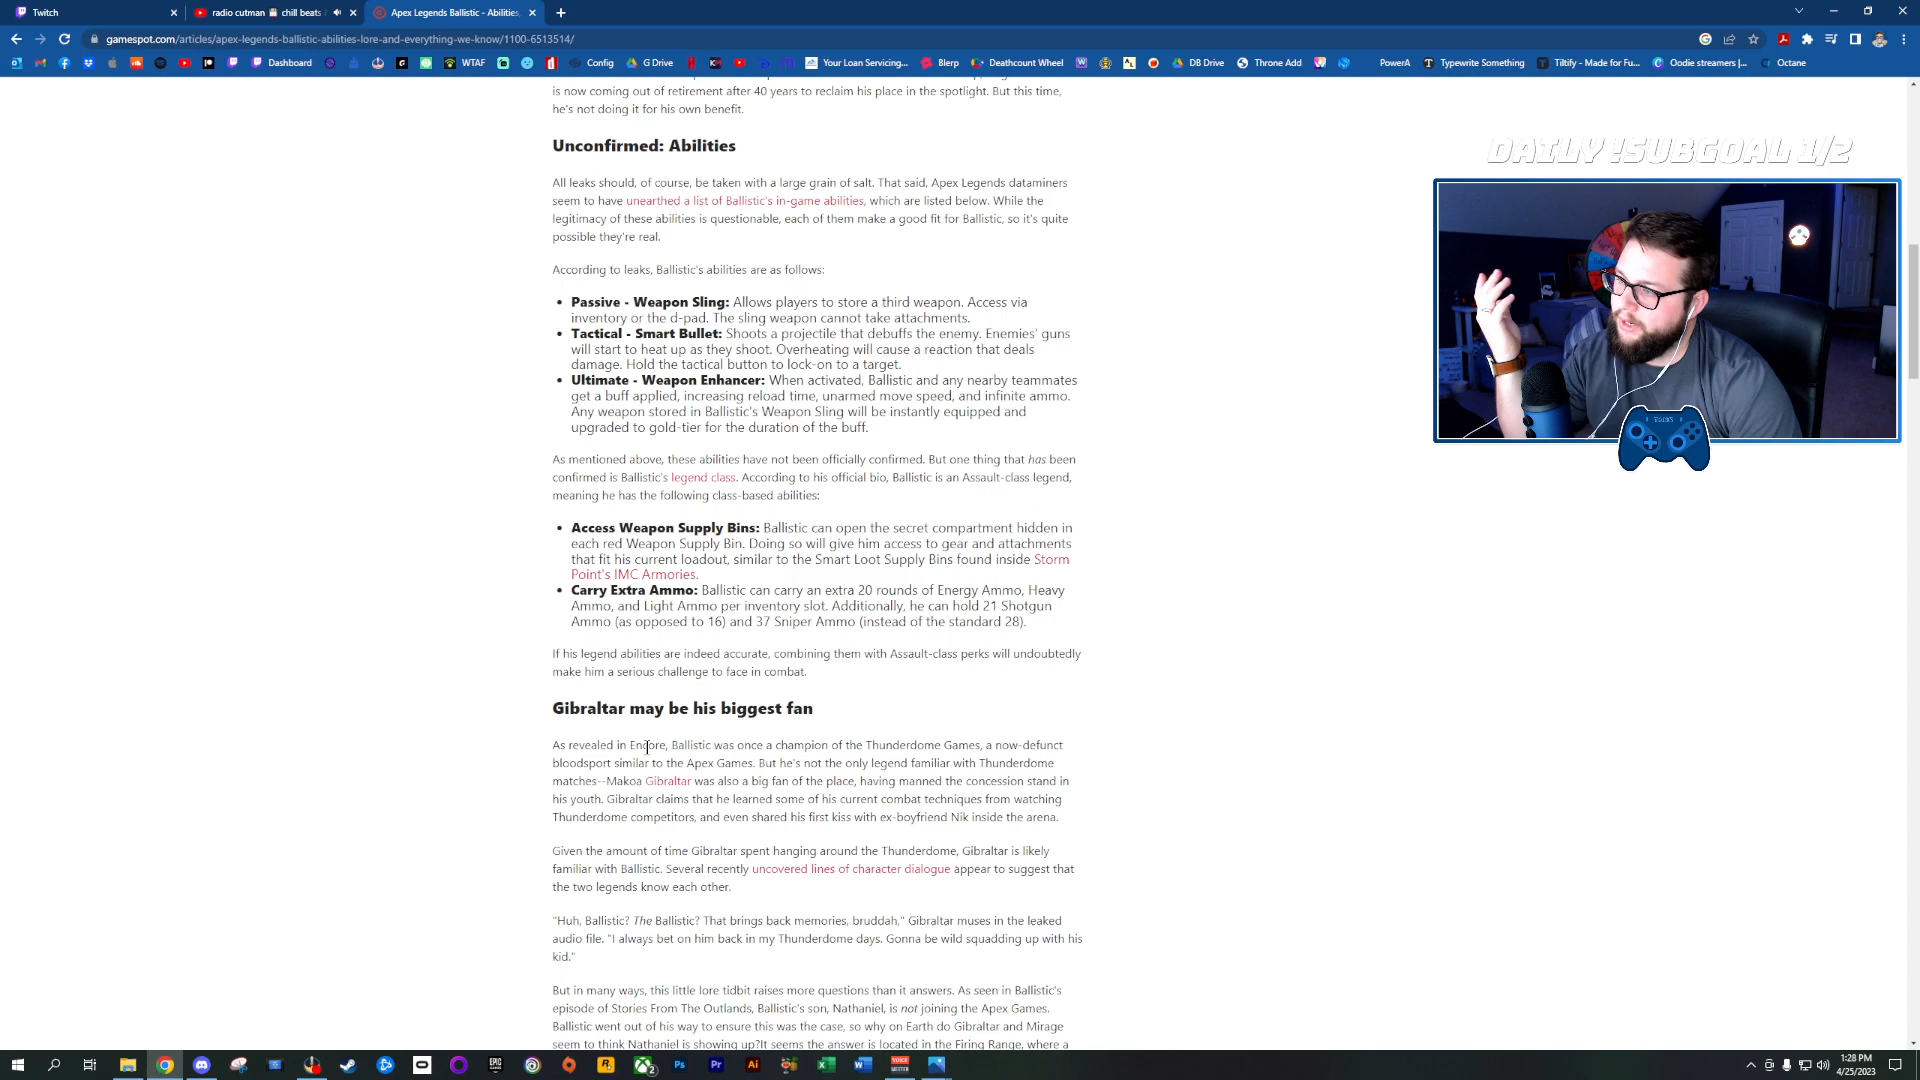 Twitch
radio cutman 💾 chill beats
Apex Legends Ballistic - Abilities,
gamespot.com/articles/apex-legends-ballistic-abilities-lore-and-everything-we-know/1100-6513514/
Dashboard
WTAF
Config
G Drive
Your Loan Servicing...
Blerp
Deathcount Wheel
DB Drive
Throne Add
PowerA
Typewrite Something
Tiltify - Made for Fu...
Oodie streamers |...
Octane
is now coming out of retirement after 40 years to reclaim his place in the spotlight. But this time,
he's not doing it for his own benefit.
Unconfirmed: Abilities
All leaks should, of course, be taken with a large grain of salt. That said, Apex Legends dataminers
seem to have unearthed a list of Ballistic's in-game abilities, which are listed below. While the
legitimacy of these abilities is questionable, each of them make a good fit for Ballistic, so it's quite
possible they're real.
According to leaks, Ballistic's abilities are as follows:
• Passive - Weapon Sling: Allows players to store a third weapon. Access via
inventory or the d-pad. The sling weapon cannot take attachments.
• Tactical - Smart Bullet: Shoots a projectile that debuffs the enemy. Enemies' guns
will start to heat up as they shoot. Overheating will cause a reaction that deals
damage. Hold the tactical button to lock-on to a target.
• Ultimate - Weapon Enhancer: When activated, Ballistic and any nearby teammates
get a buff applied, increasing reload time, unarmed move speed, and infinite ammo.
Any weapon stored in Ballistic's Weapon Sling will be instantly equipped and
upgraded to gold-tier for the duration of the buff.
As mentioned above, these abilities have not been officially confirmed. But one thing that has been
confirmed is Ballistic's legend class. According to his official bio, Ballistic is an Assault-class legend,
meaning he has the following class-based abilities:
• Access Weapon Supply Bins: Ballistic can open the secret compartment hidden in
each red Weapon Supply Bin. Doing so will give him access to gear and attachments
that fit his current loadout, similar to the Smart Loot Supply Bins found inside Storm
Point's IMC Armories.
• Carry Extra Ammo: Ballistic can carry an extra 20 rounds of Energy Ammo, Heavy
Ammo, and Light Ammo per inventory slot. Additionally, he can hold 21 Shotgun
Ammo (as opposed to 16) and 37 Sniper Ammo (instead of the standard 28).
If his legend abilities are indeed accurate, combining them with Assault-class perks will undoubtedly
make him a serious challenge to face in combat.
Gibraltar may be his biggest fan
As revealed in Encore, Ballistic was once a champion of the Thunderdome Games, a now-defunct
bloodsport similar to the Apex Games. But he's not the only legend familiar with Thunderdome
matches--Makoa Gibraltar was also a big fan of the place, having manned the concession stand in
his youth. Gibraltar claims that he learned some of his current combat techniques from watching
Thunderdome competitors, and even shared his first kiss with ex-boyfriend Nik inside the arena.
Given the amount of time Gibraltar spent hanging around the Thunderdome, Gibraltar is likely
familiar with Ballistic. Several recently uncovered lines of character dialogue appear to suggest that
the two legends know each other.
"Huh, Ballistic? The Ballistic? That brings back memories, bruddah," Gibraltar muses in the leaked
audio file. "I always bet on him back in my Thunderdome days. Gonna be wild squadding up with his
kid."
But in many ways, this little lore tidbit raises more questions than it answers. As seen in Ballistic's
episode of Stories From The Outlands, Ballistic's son, Nathaniel, is not joining the Apex Games.
Ballistic went out of his way to ensure this was the case, so why on Earth do Gibraltar and Mirage
seem to think Nathaniel is showing up?It seems the answer is located in the Firing Range, where a
DAILY !SUBGOAL 1/2
1:28 PM
4/25/2023